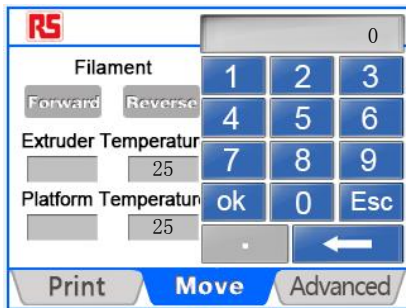 RS
0
Filament
Forward Reverse
1 2 3
4 5 6
Extruder Temperatur
7 8 9
25
Platform Temperature
ok 0 Esc
25
.
Print Move Advanced